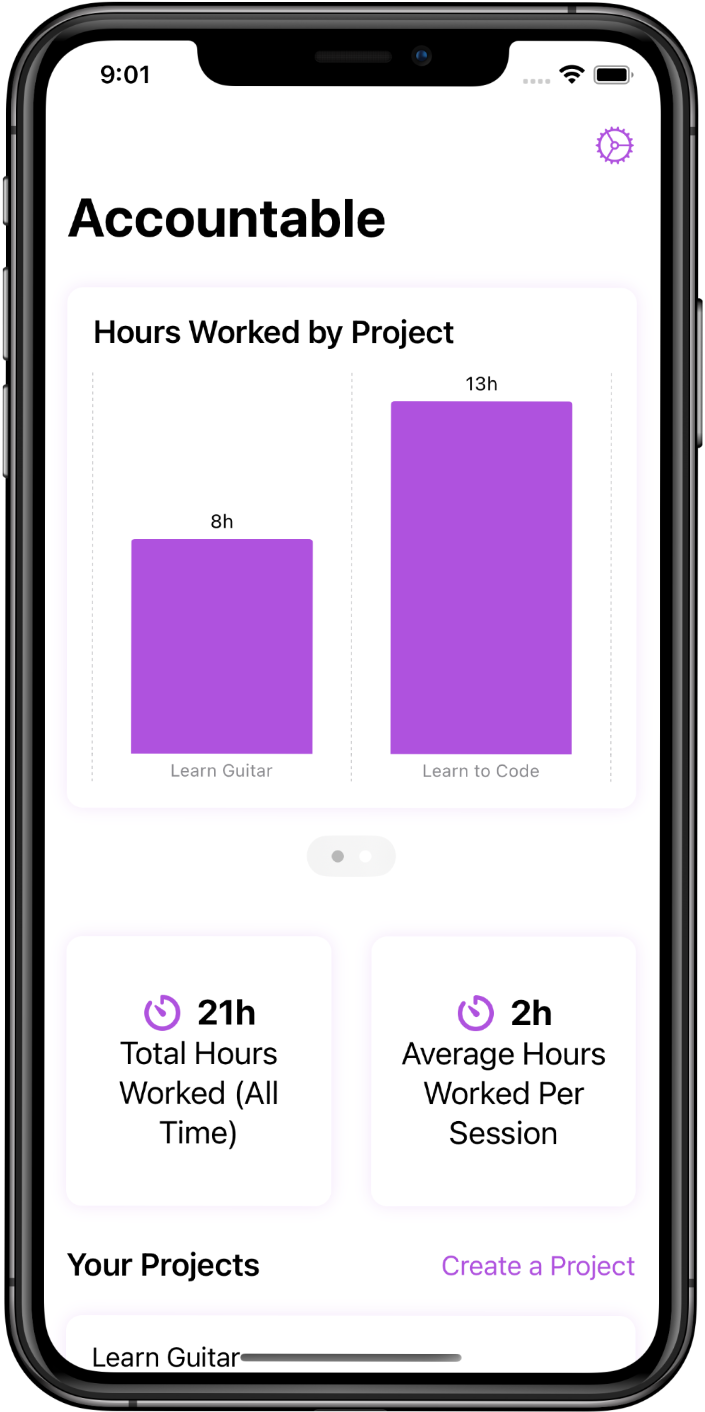 9:01
Accountable
Hours Worked by Project
13h
8h
Learn Guitar
Learn to Code
21h
Total Hours
Worked (All
Time)
2h
Average Hours
Worked Per
Session
Your Projects
Create a Project
Learn Guitar